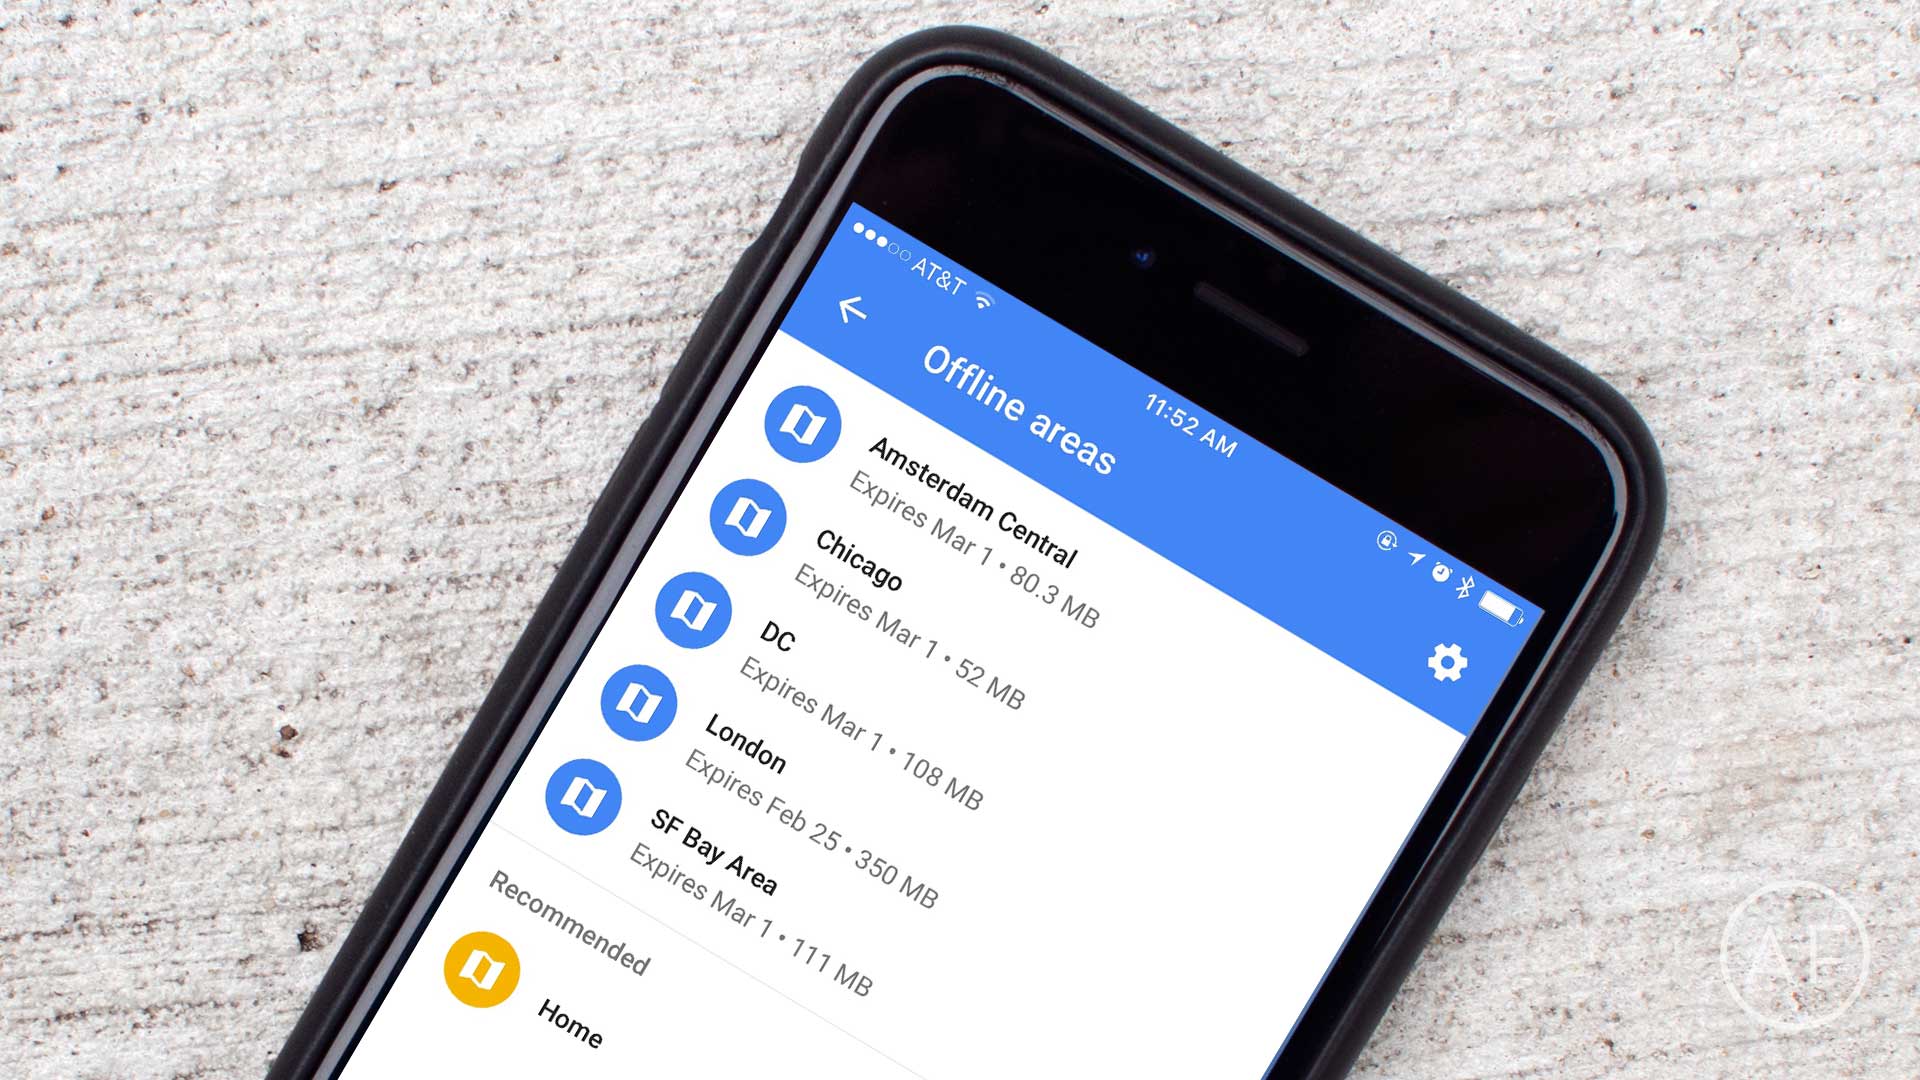 AT&T
11:52 AM
Offline areas
Amsterdam Central
Expires Mar 1 • 80.3 MB
Chicago
Expires Mar 1 • 52 MB
DC
Expires Mar 1 • 108 MB
London
Expires Feb 25 • 350 MB
SF Bay Area
Expires Mar 1 • 111 MB
Recommended
Home
AF